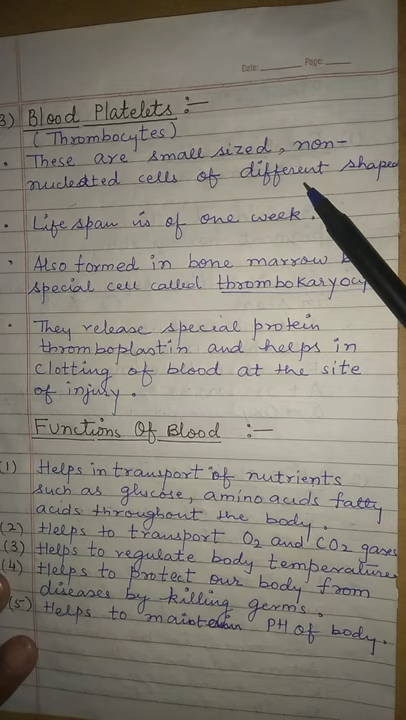 Date: Page:
3) Blood Platelets :-
(Thrombocytes)
• These are small sized, non-
nucleated cells of different shaped
• Life span is of one week.
• Also formed in bone marrow
special cell called thrombokaryocy
• They release special protein
thromboplastin and helps in
clotting of blood at the site
of injury.
Functions Of Blood :-
(1) Helps in transport of nutrients
such as glucose, amino acids fatty
acids throughout the body.
(2) Helps to transport O2 and CO2 gases
(3) Helps to regulate body temperatures
(4) Helps to protect our body from
diseases by killing germs.
(5) Helps to maintain PH of body.